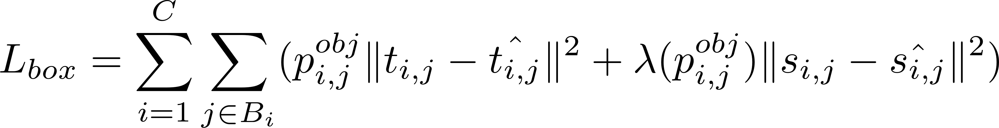 $L_{box} = \sum_{i=1}^{C} \sum_{j \in B_i} (p_{i,j}^{obj} \| t_{i,j} - \hat{t_{i,j}} \|^2 + \lambda (p_{i,j}^{obj}) \| s_{i,j} - \hat{s_{i,j}} \|^2)$